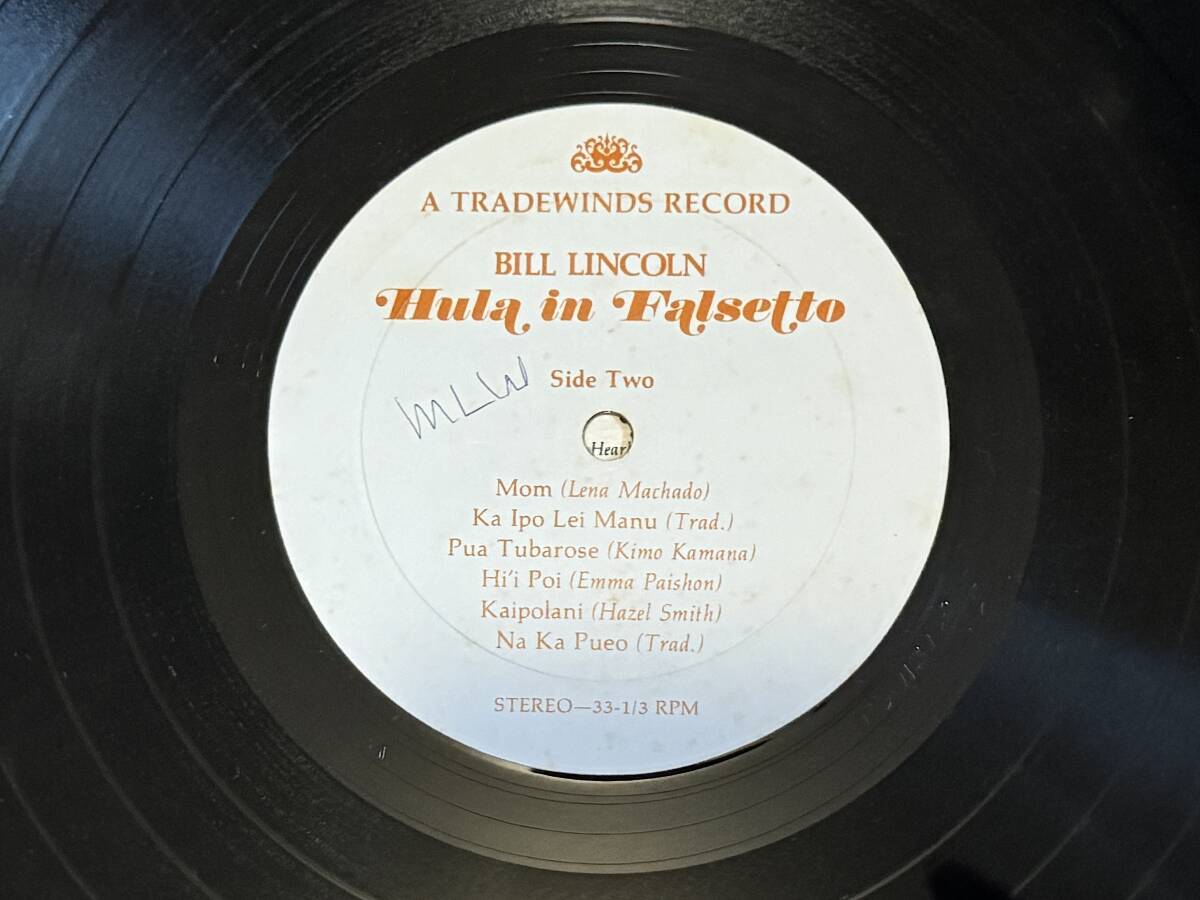 A TRADEWINDS RECORD
BILL LINCOLN
Hula in Falsetto
MLW
Side Two
Hear
Mom (Lena Machado)
Ka Ipo Lei Manu (Trad.)
Pua Tubarose (Kimo Kamana)
Hi'i Poi (Emma Paishon)
Kaipolani (Hazel Smith)
Na Ka Pueo (Trad.)
STEREO—33-1/3 RPM